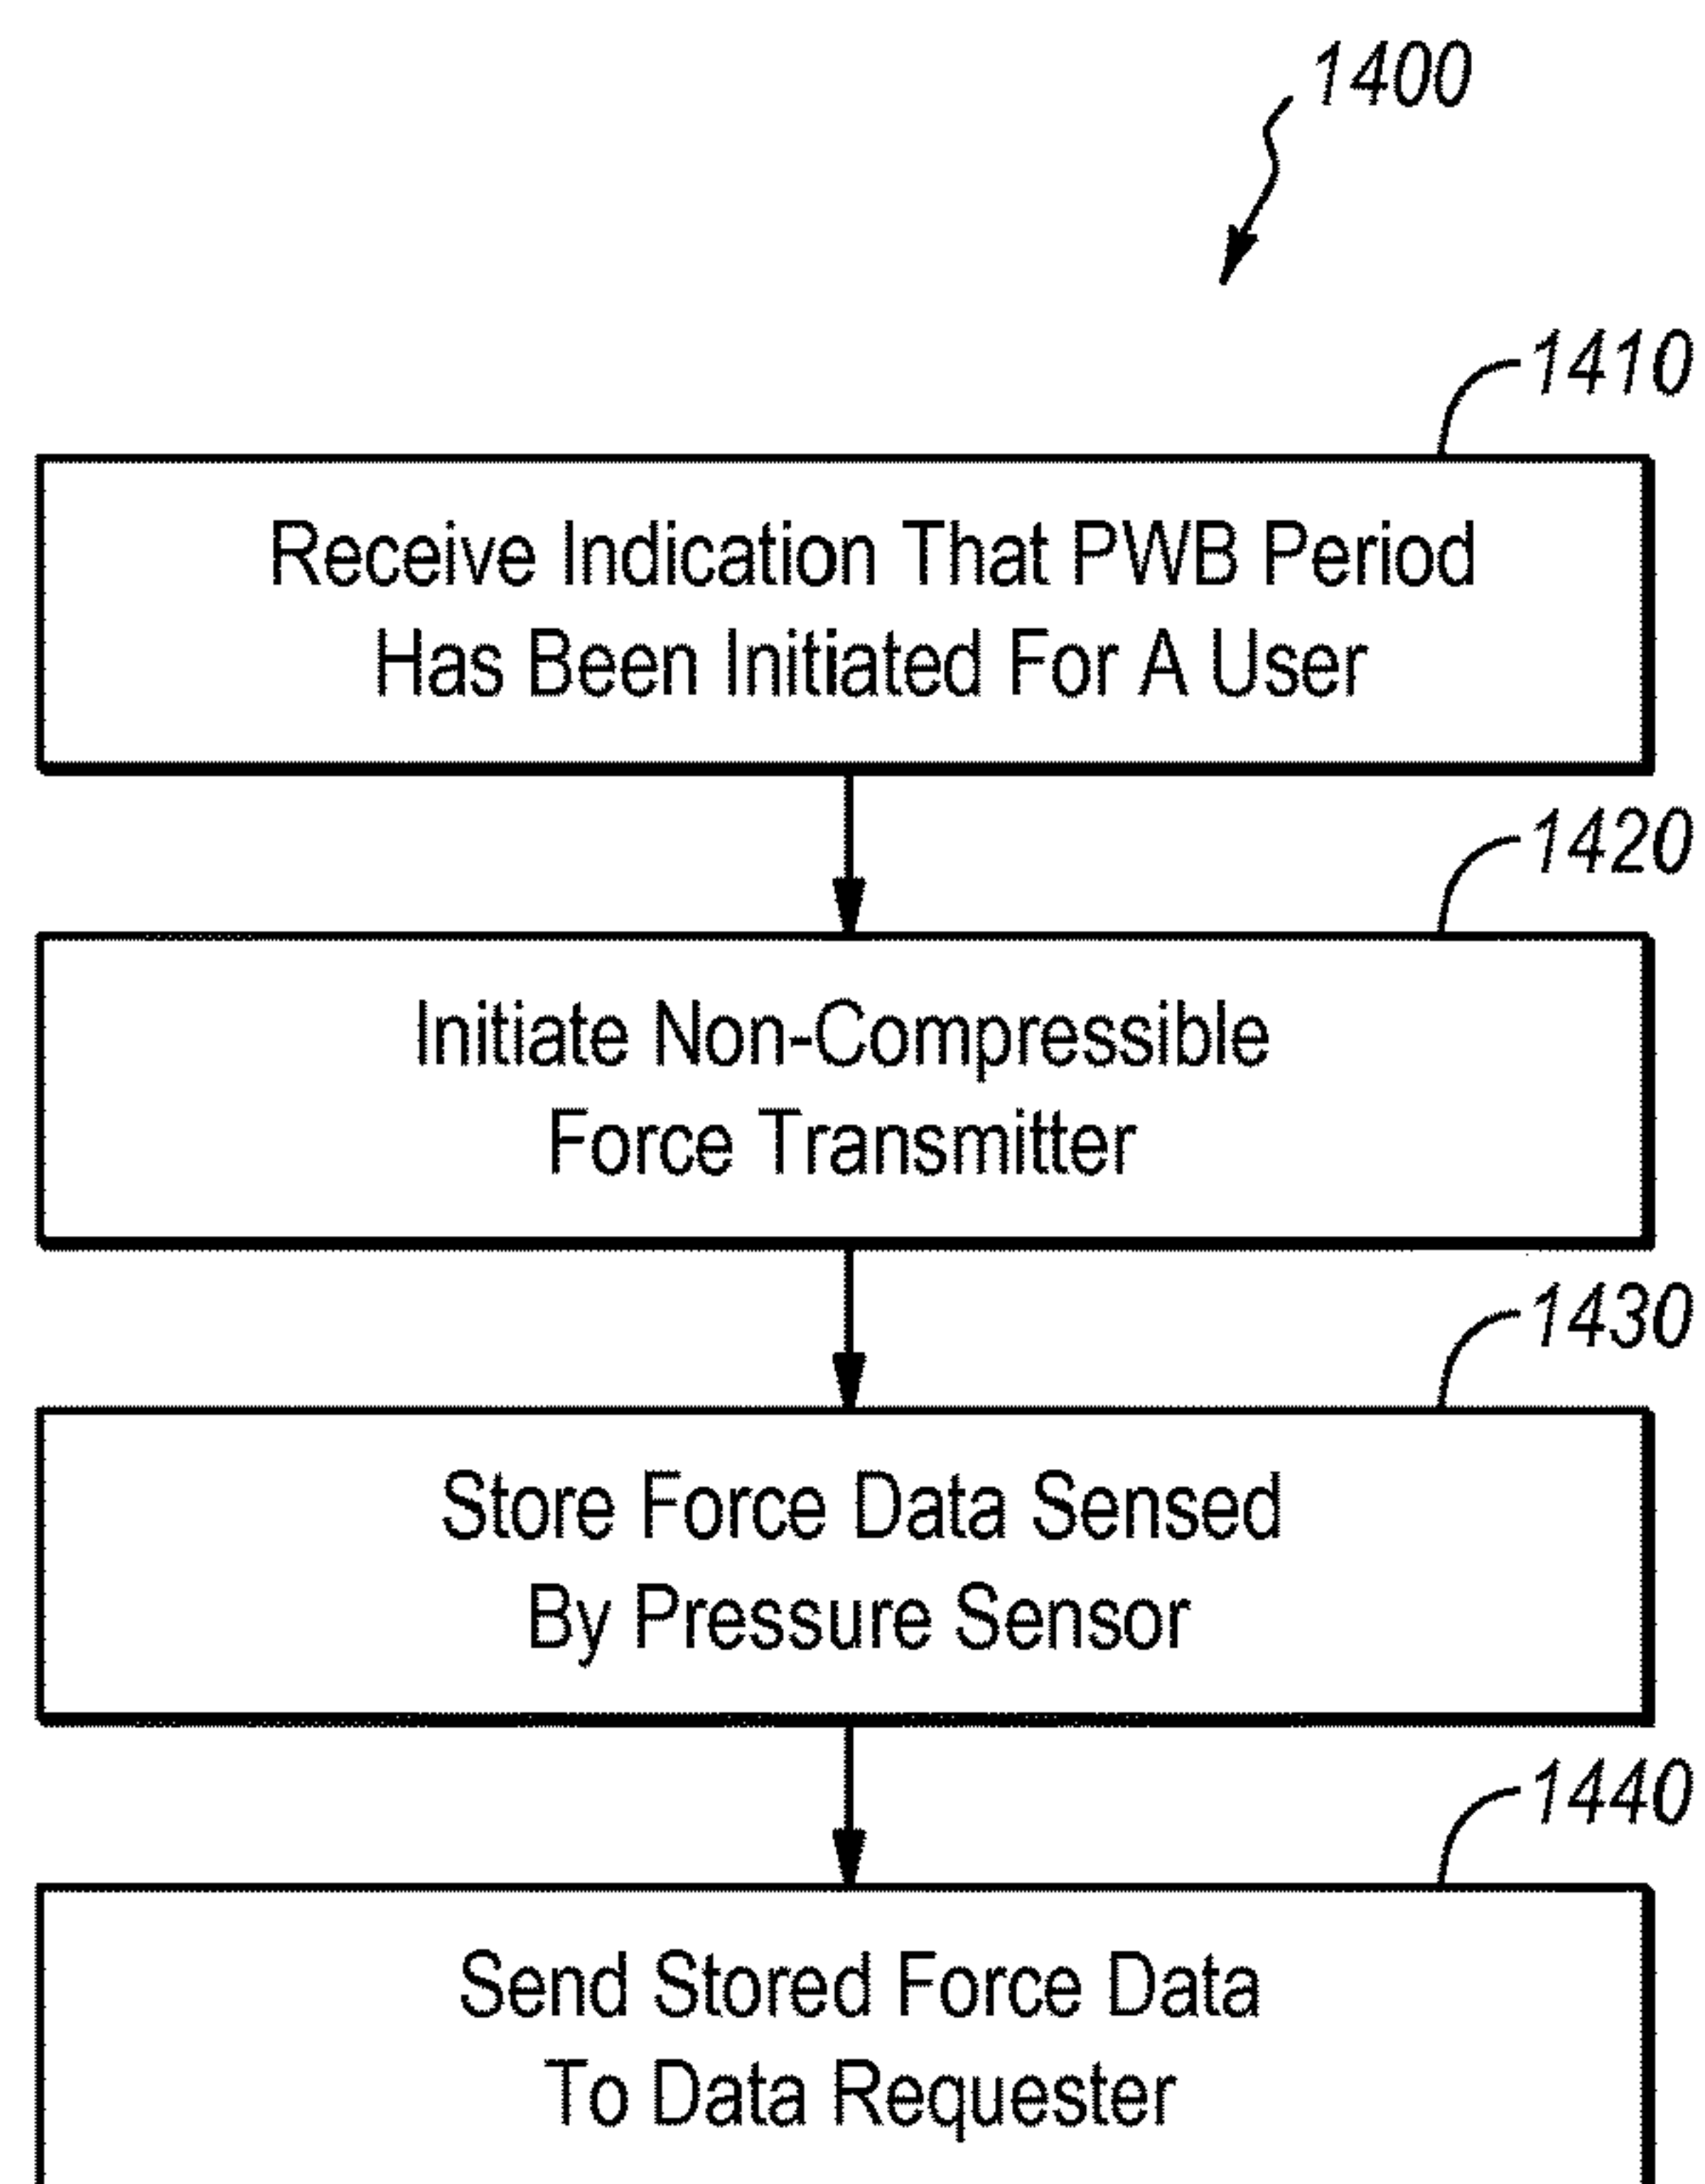 1400
1410
Receive Indication That PWB Period
Has Been Initiated For A User
1420
Initiate Non-Compressible
Force Transmitter
1430
Store Force Data Sensed
By Pressure Sensor
1440
Send Stored Force Data
To Data Requester